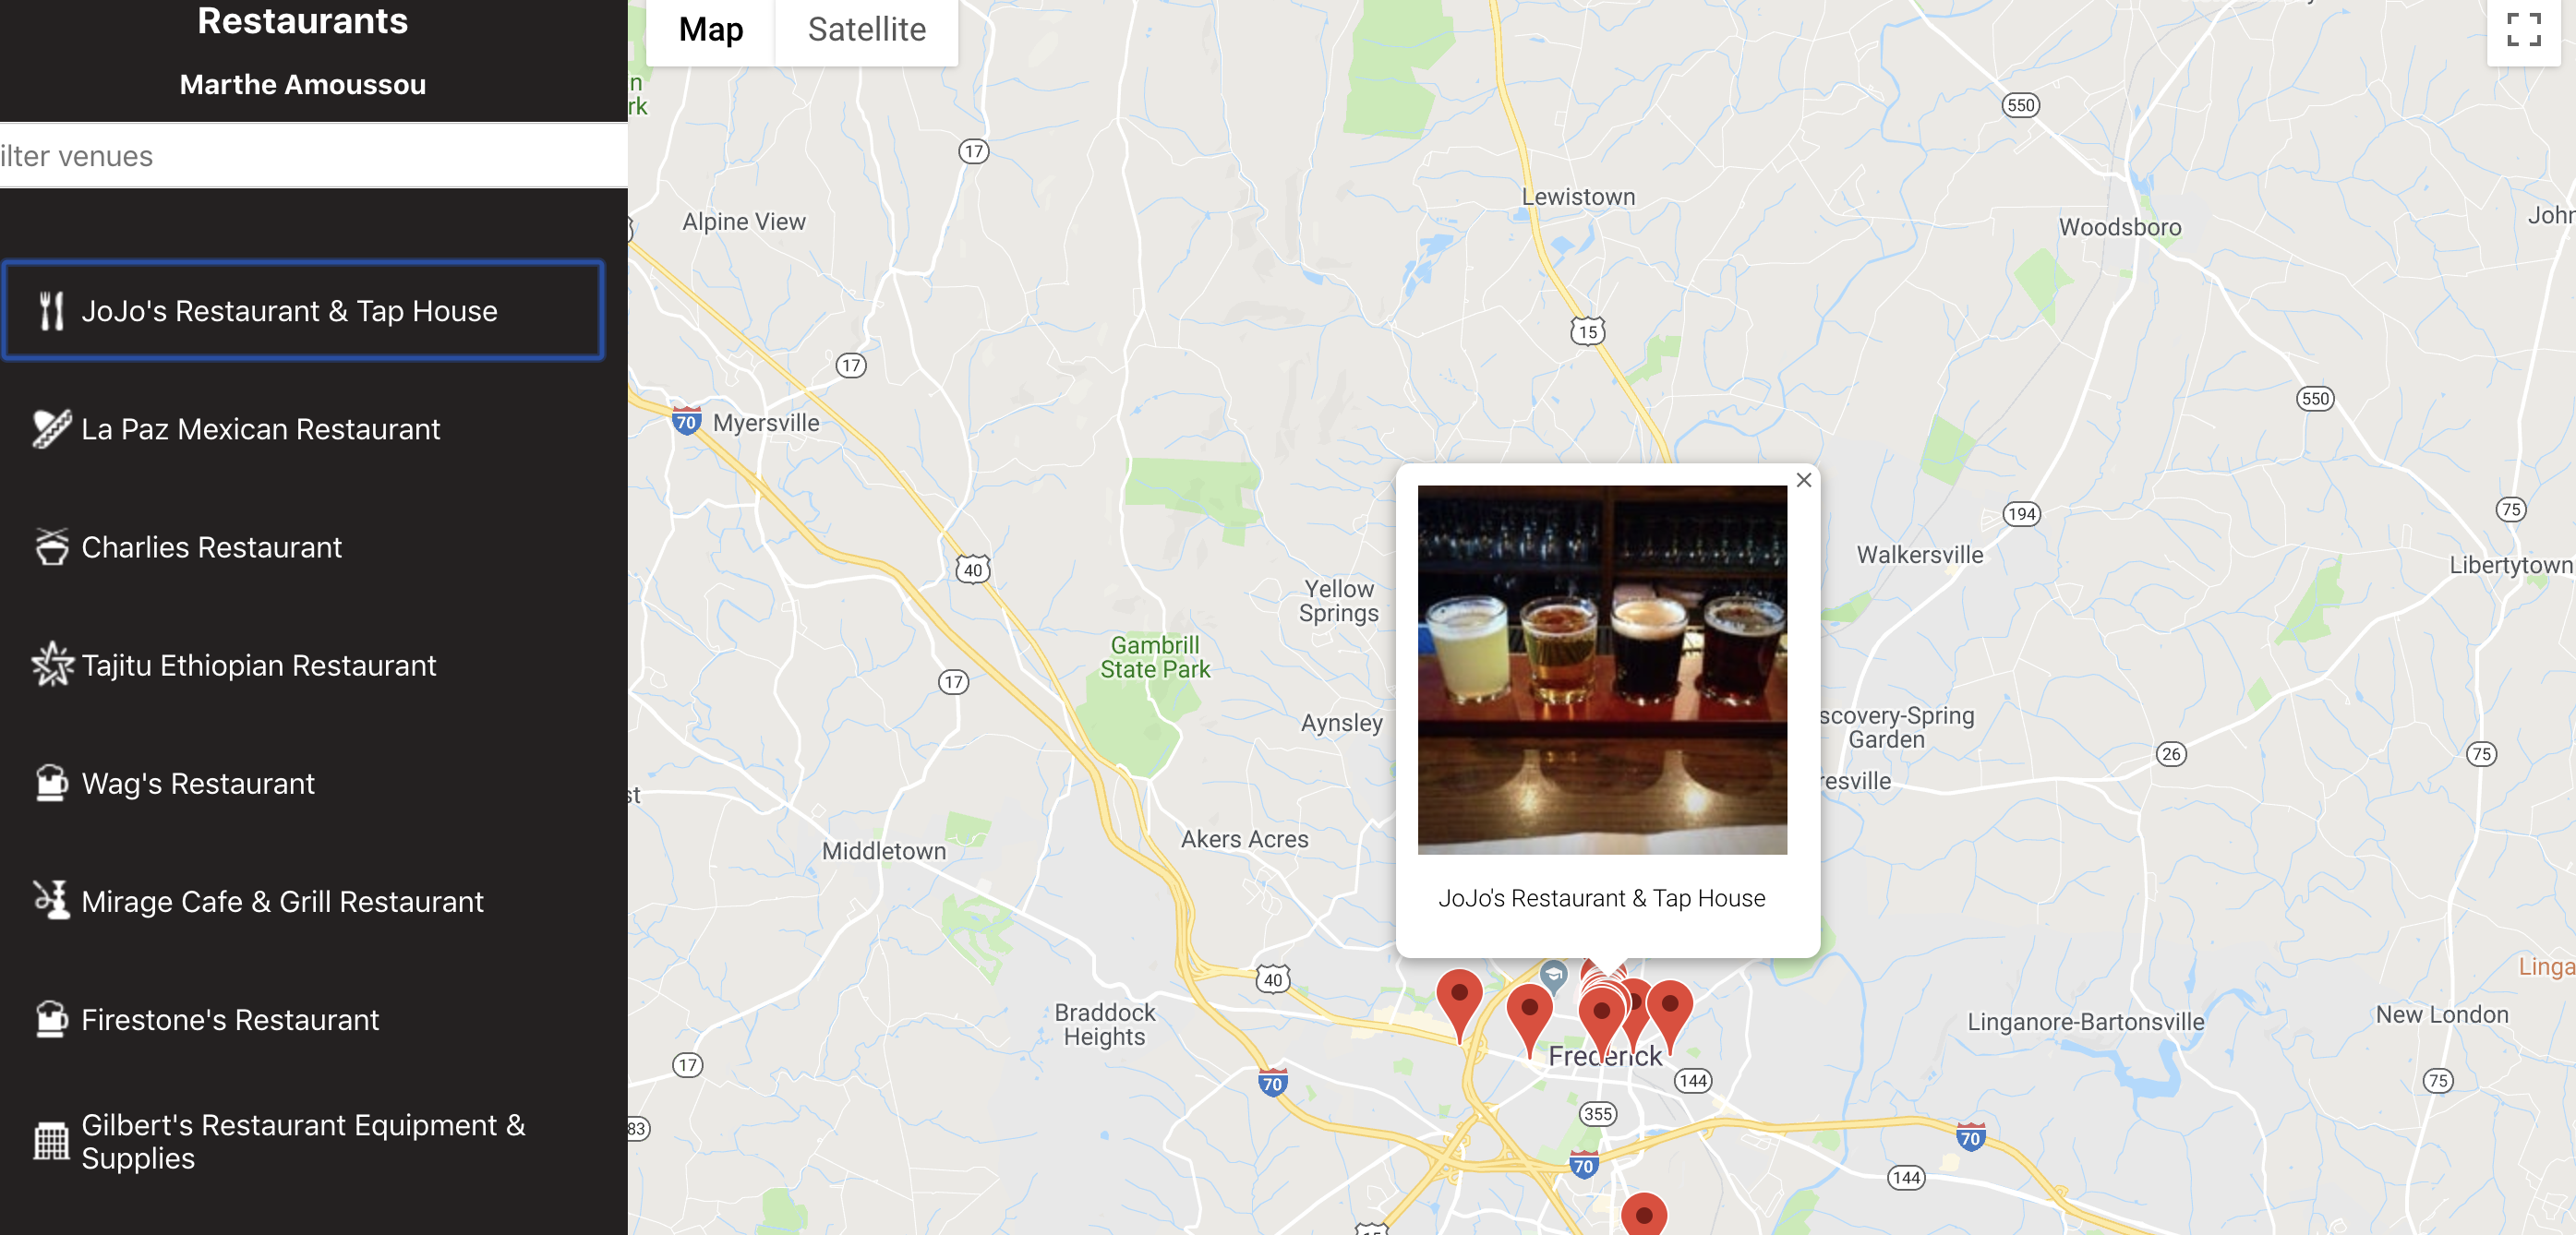 Restaurants
Marthe Amoussou
ilter venues
JoJo's Restaurant & Tap House
La Paz Mexican Restaurant
Charlies Restaurant
Tajitu Ethiopian Restaurant
Wag's Restaurant
Mirage Cafe & Grill Restaurant
Firestone's Restaurant
Gilbert's Restaurant Equipment &
Supplies
Map
Satellite
n
rk
17
550
Lewistown
Alpine View
Woodsboro
John
15
17
550
70
Myersville
194
75
Walkersville
Libertytown
40
Yellow
Springs
Gambrill
State Park
17
Aynsley
scovery-Spring
Garden
26
75
resville
st
Akers Acres
Middletown
JoJo's Restaurant & Tap House
Linga
40
Braddock
Heights
Linganore-Bartonsville
New London
Frederick
17
70
144
75
355
83
70
70
144
15